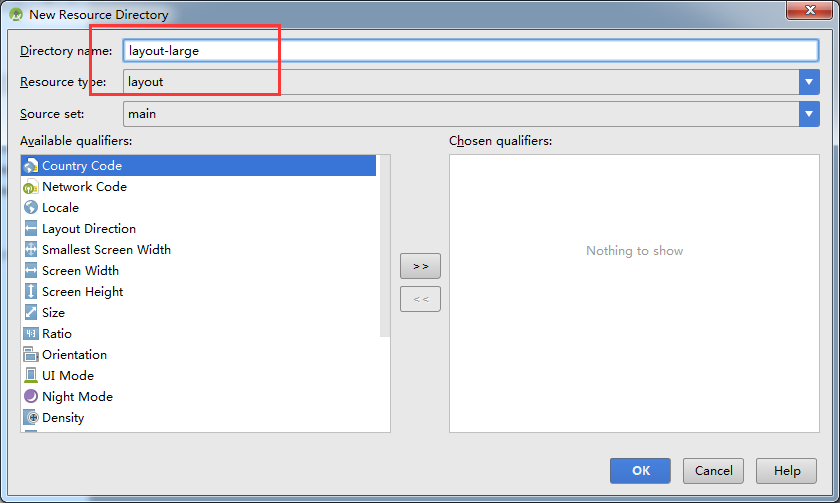 New Resource Directory
Directory name: layout-large
Resource type: layout
Source set: main
Available qualifiers:
Chosen qualifiers:
Country Code
Network Code
Locale
Layout Direction
Smallest Screen Width
Screen Width
Screen Height
Size
Ratio
Orientation
UI Mode
Night Mode
Density
>>
<<
Nothing to show
OK
Cancel
Help